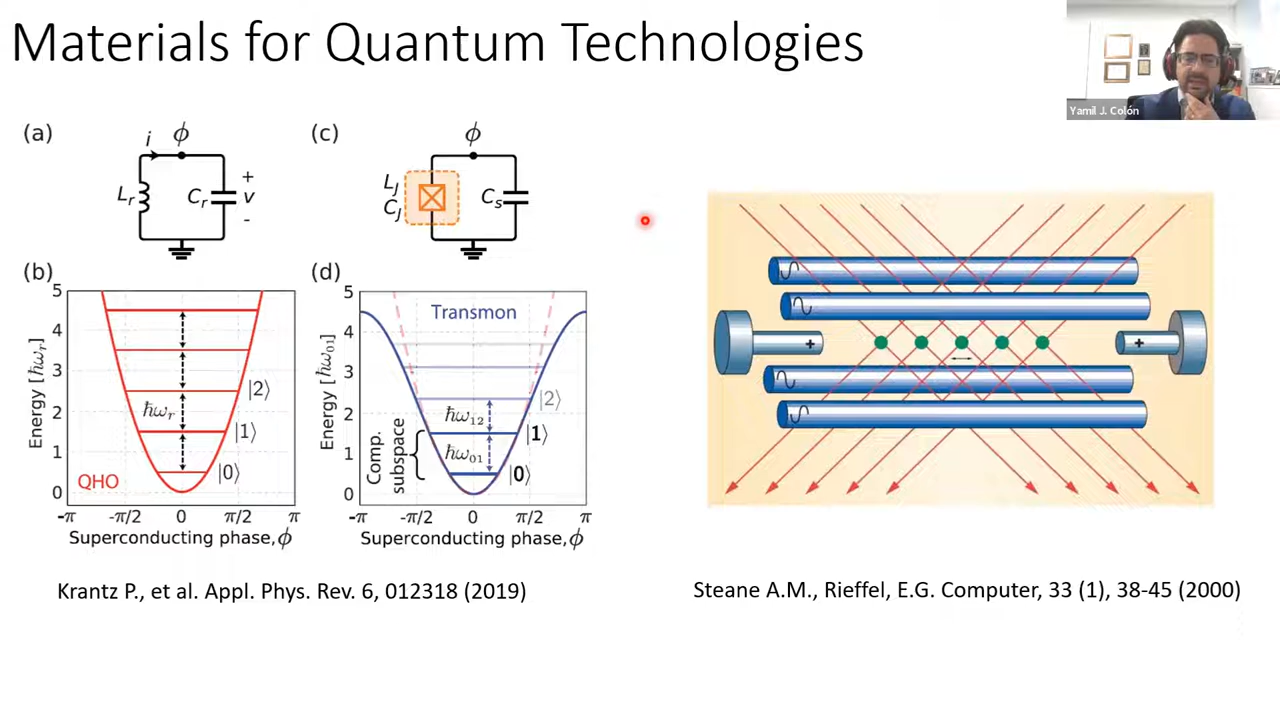 Materials for Quantum Technologies
Yamil J. Colón
(a)
i
ϕ
L_r
C_r
+
v
-
(c)
ϕ
L_J
C_J
C_s
(b)
5
4
3
2
1
0
Energy [ℏω_r]
ℏω_r
|2⟩
|1⟩
|0⟩
QHO
-π
-π/2
0
π/2
π
Superconducting phase, ϕ
(d)
5
4
3
2
1
0
Energy [ℏω_01]
Transmon
ℏω_12
ℏω_01
|2⟩
|1⟩
|0⟩
Comp.
subspace
-π
-π/2
0
π/2
π
Superconducting phase, ϕ
+
+
Krantz P., et al. Appl. Phys. Rev. 6, 012318 (2019)
Steane A.M., Rieffel, E.G. Computer, 33 (1), 38-45 (2000)